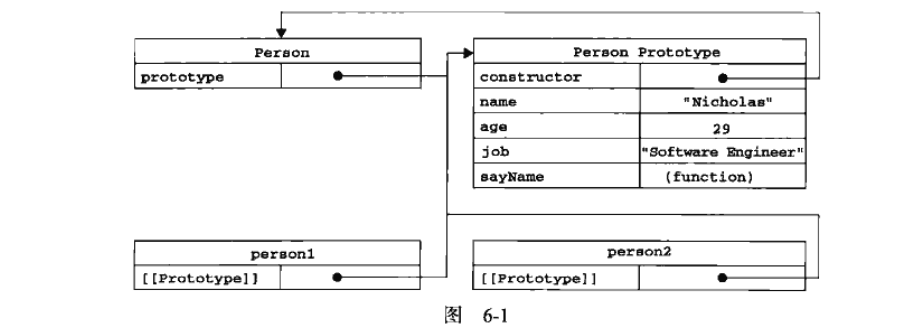 Person
prototype
Person Prototype
constructor
name "Nicholas"
age 29
job "Software Engineer"
sayName (function)
person1
[[Prototype]]
person2
[[Prototype]]
图 6-1